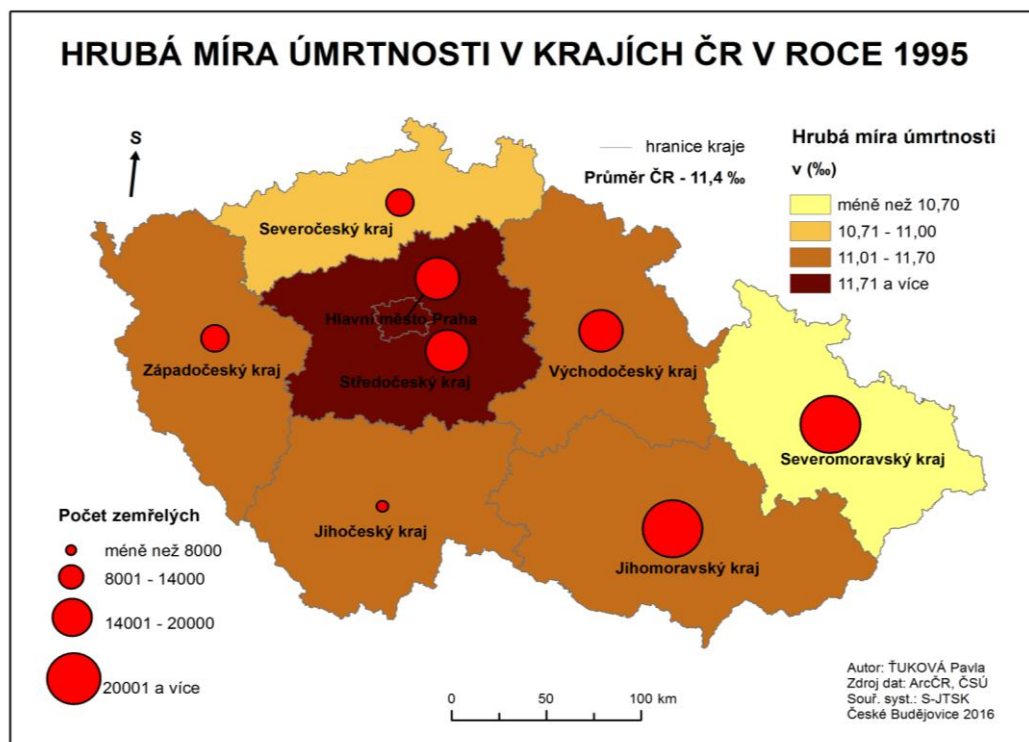 HRUBÁ MÍRA ÚMRTNOSTI V KRAJÍCH ČR V ROCE 1995
S
hranice kraje
Průměr ČR - 11,4 ‰
Hrubá míra úmrtnosti
v (‰)
méně než 10,70
10,71 - 11,00
11,01 - 11,70
11,71 a více
Severočeský kraj
Hlavní město Praha
Západočeský kraj
Středočeský kraj
Východočeský kraj
Severomoravský kraj
Jihočeský kraj
Jihomoravský kraj
Počet zemřelých
méně než 8000
8001 - 14000
14001 - 20000
20001 a více
0 50 100 km
Autor: ŤUKOVÁ Pavla
Zdroj dat: ArcČR, ČSÚ
Souř. syst.: S-JTSK
České Budějovice 2016